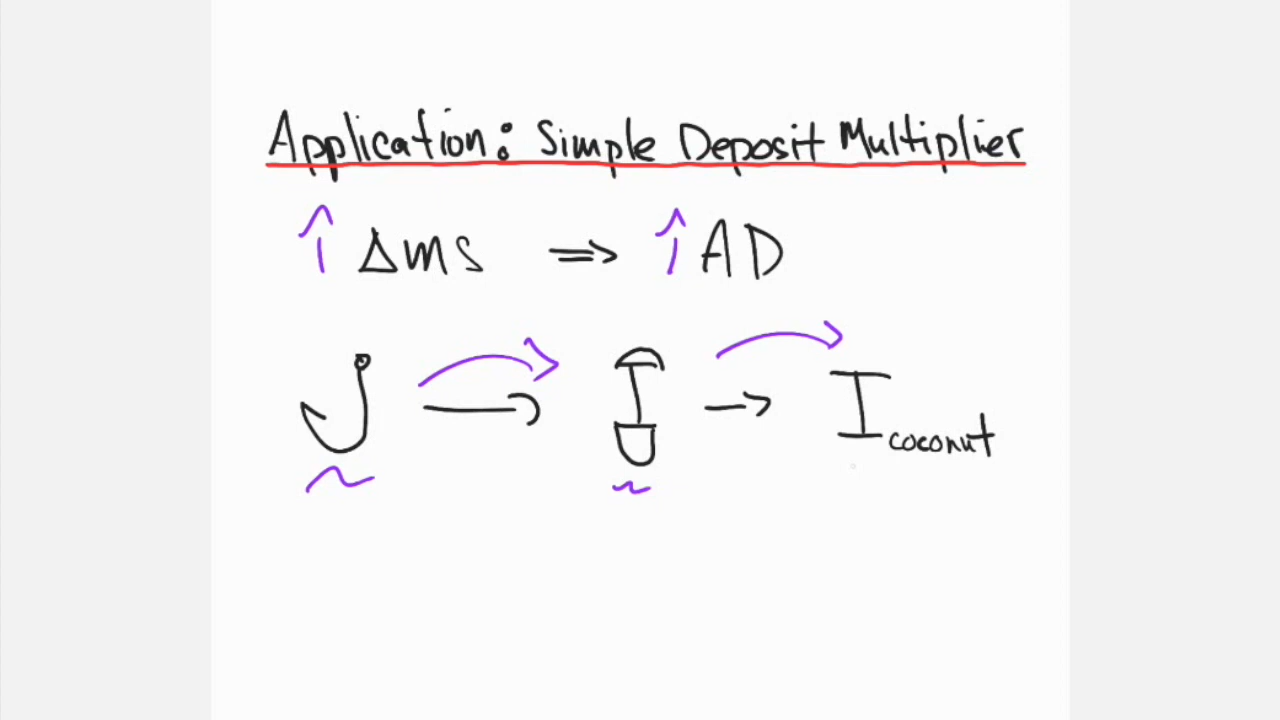 Application: Simple Deposit Multiplier
↑ Δms ⇒ ↑ AD
→ → I coconut